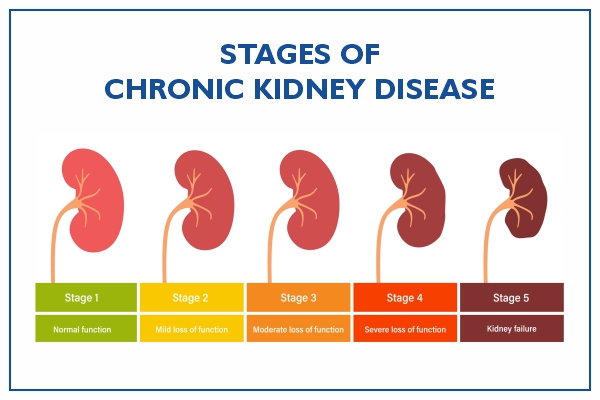 STAGES OF
CHRONIC KIDNEY DISEASE
Stage 1
Stage 2
Stage 3
Stage 4
Stage 5
Normal function
Mild loss of function
Moderate loss of function
Severe loss of function
Kidney failure